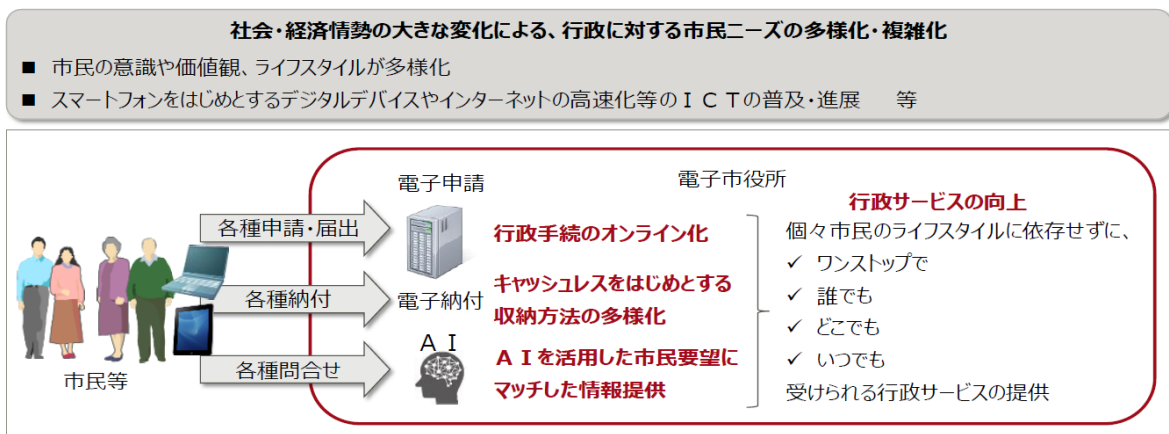 社会・経済情勢の大きな変化による、行政に対する市民ニーズの多様化・複雑化
■ 市民の意識や価値観、ライフスタイルが多様化
■ スマートフォンをはじめとするデジタルデバイスやインターネットの高速化等のＩＣＴの普及・進展　等
電子申請
電子市役所
各種申請・届出
行政手続のオンライン化
各種納付
電子納付
キャッシュレスをはじめとする
収納方法の多様化
市民等
各種問合せ
ＡＩ
ＡＩを活用した市民要望に
マッチした情報提供
行政サービスの向上
個々市民のライフスタイルに依存せずに、
✓ ワンストップで
✓ 誰でも
✓ どこでも
✓ いつでも
受けられる行政サービスの提供